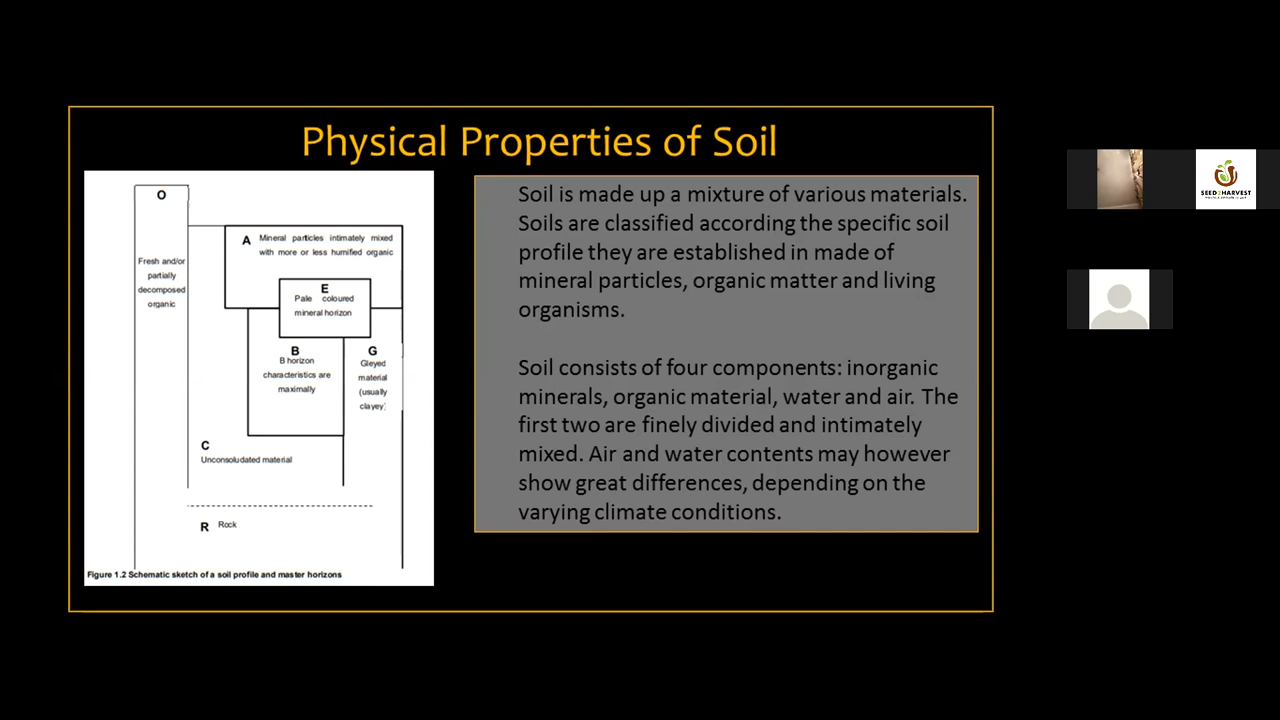 Physical Properties of Soil
O
Fresh and/or
partially
decomposed
organic
A Mineral particles intimately mixed
with more or less humified organic
E
Pale coloured
mineral horizon
B
B horizon
characteristics are
maximally
G
Gleyed
material
(usually
clayey)
C
Unconsoludated material
R Rock
Figure 1.2 Schematic sketch of a soil profile and master horizons
Soil is made up a mixture of various materials.
Soils are classified according the specific soil
profile they are established in made of
mineral particles, organic matter and living
organisms.
Soil consists of four components: inorganic
minerals, organic material, water and air. The
first two are finely divided and intimately
mixed. Air and water contents may however
show great differences, depending on the
varying climate conditions.
SEED2HARVEST